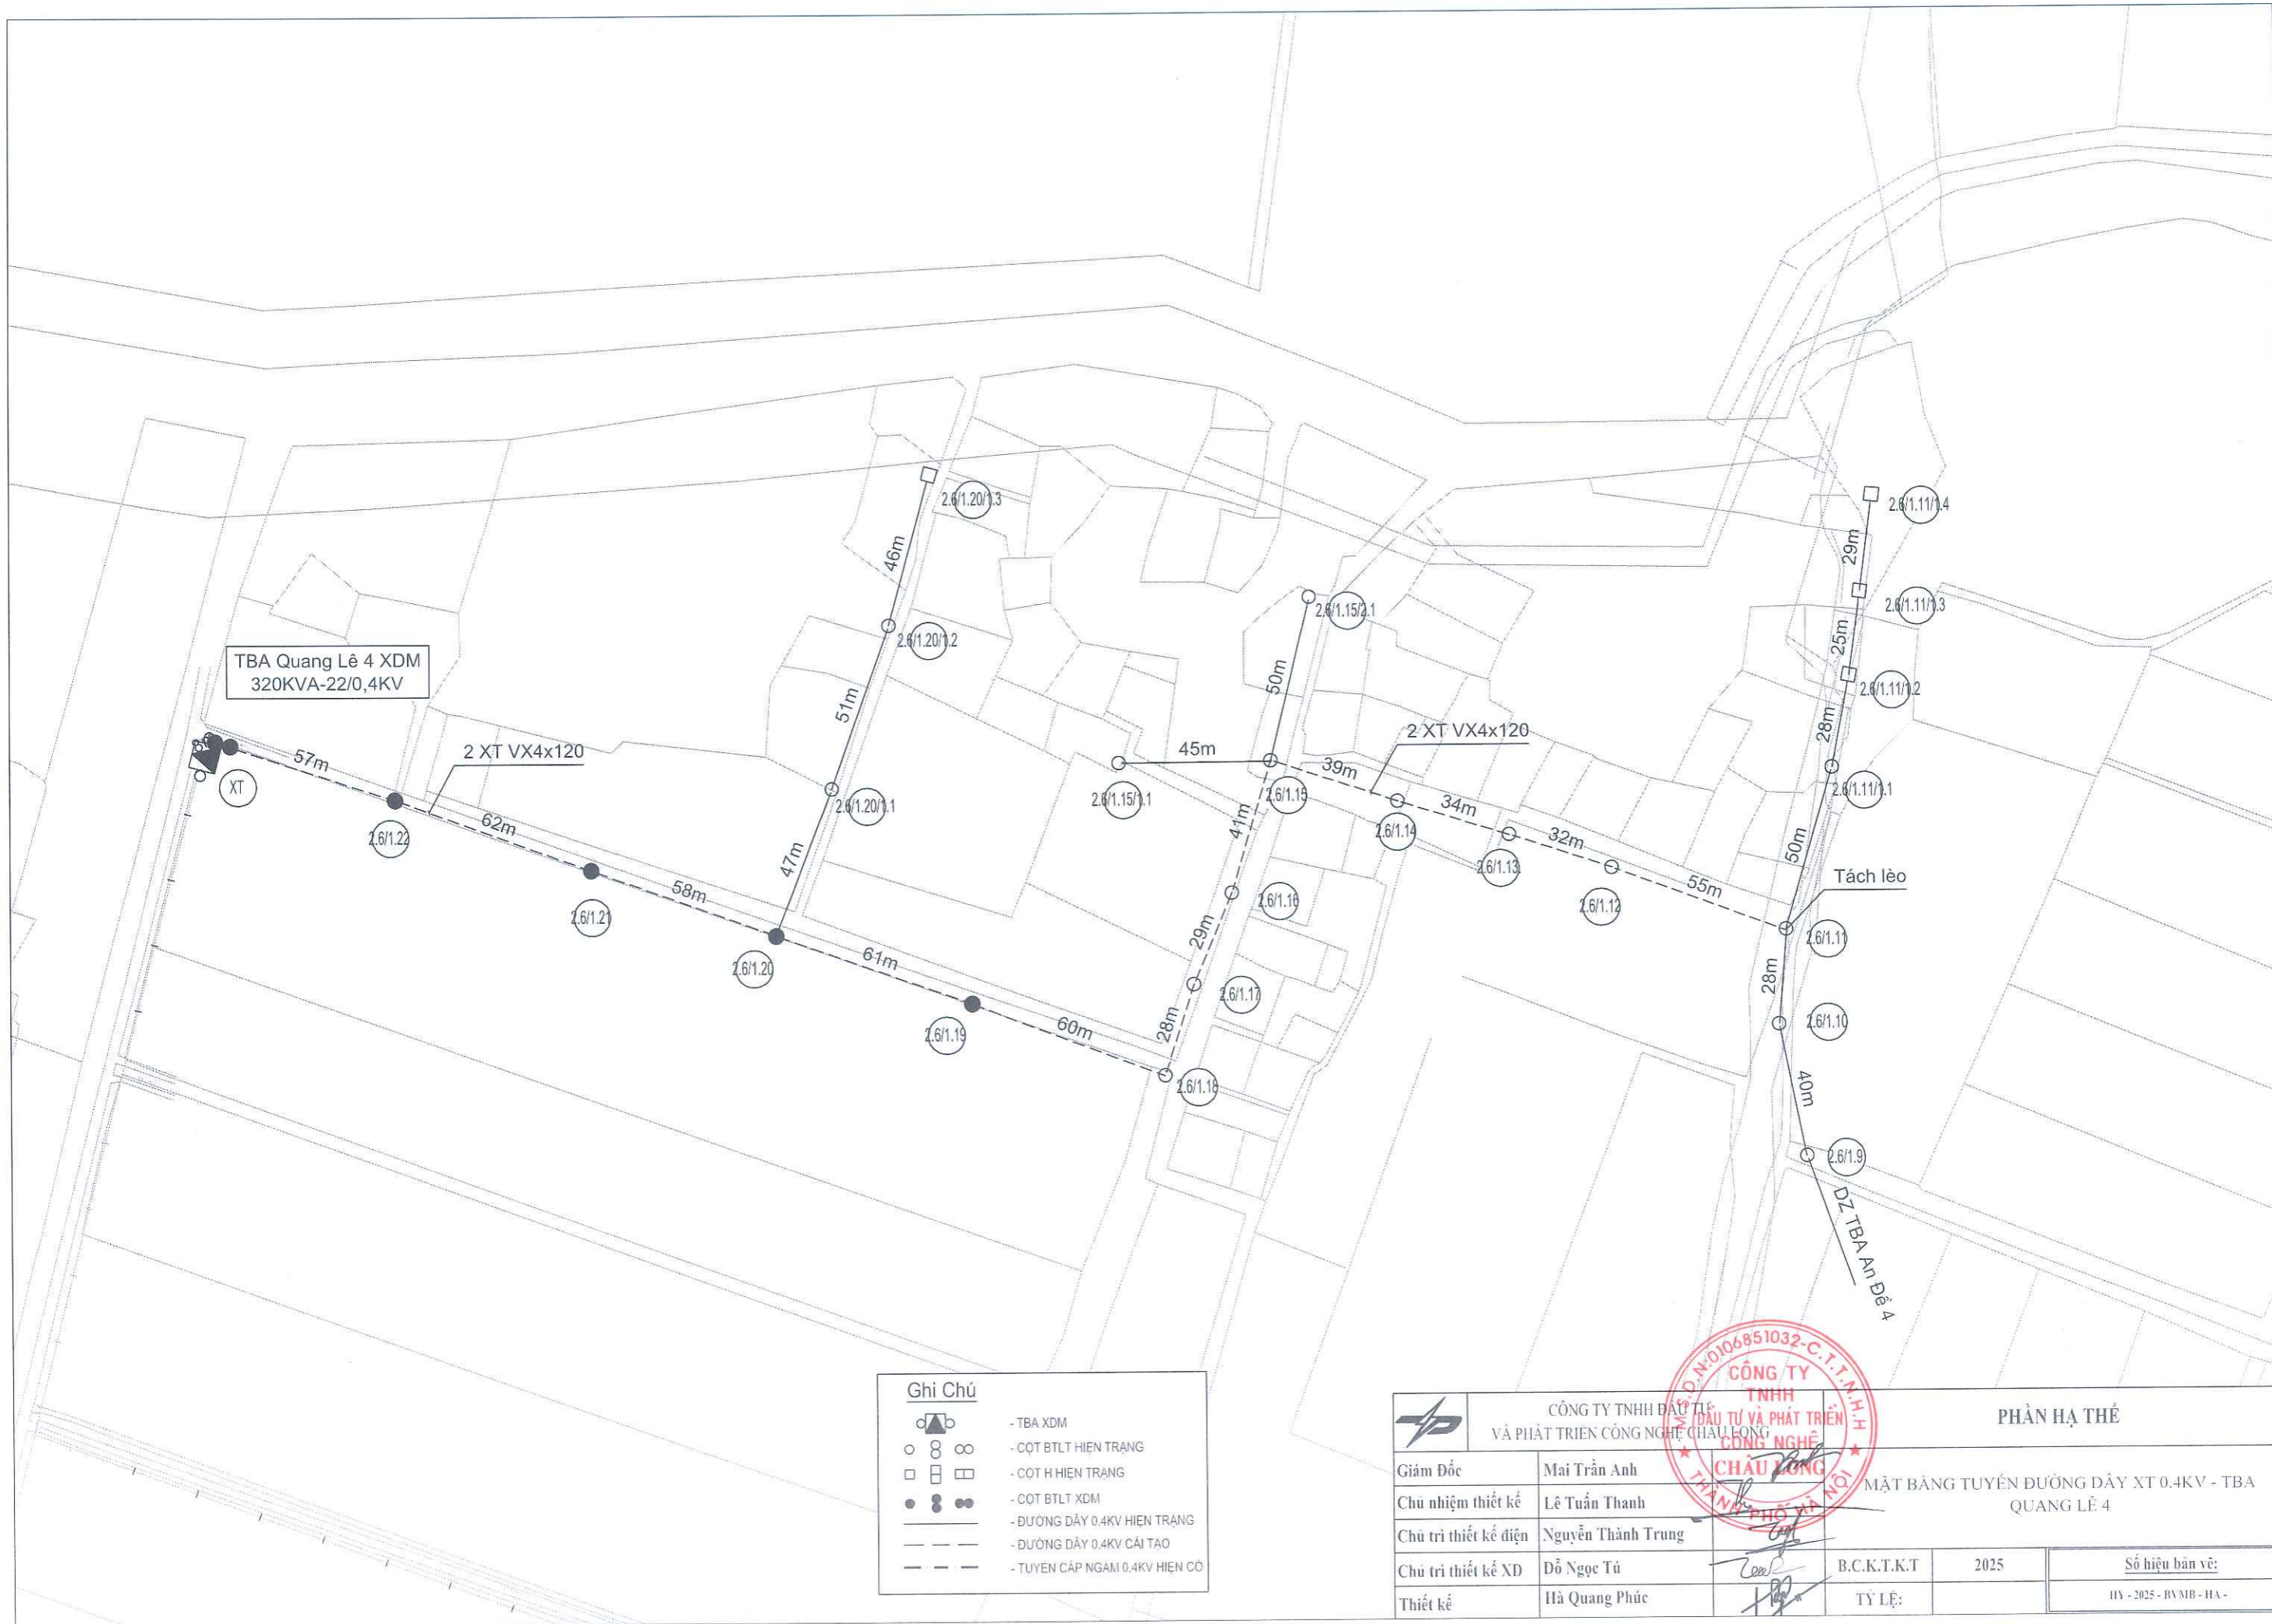 2.6/1.20/1.3
46m
2.6/1.20/1.2
51m
2.6/1.20/1.1
47m
TBA Quang Lê 4 XDM
320KVA-22/0,4KV
XT
57m
2 XT VX4x120
2.6/1.22
62m
2.6/1.21
58m
2.6/1.20
61m
2.6/1.19
60m
2.6/1.18
28m
2.6/1.17
29m
2.6/1.16
41m
2.6/1.15
45m
2.6/1.15/1.1
50m
2.6/1.15/2.1
2 XT VX4x120
39m
2.6/1.14
34m
2.6/1.13
32m
2.6/1.12
55m
2.6/1.11/1.4
29m
2.6/1.11/1.3
25m
2.6/1.11/1.2
28m
2.6/1.11/1.1
50m
Tách lèo
2.6/1.11
28m
2.6/1.10
40m
2.6/1.9
DZ TBA An Đê 4
Ghi Chú
- TBA XDM
- CỘT BTLT HIỆN TRẠNG
- CỘT H HIỆN TRẠNG
- CỘT BTLT XDM
- ĐƯỜNG DÂY 0.4KV HIỆN TRẠNG
- ĐƯỜNG DÂY 0.4KV CẢI TẠO
- TUYẾN CÁP NGẦM 0,4KV HIỆN CÓ
CÔNG TY TNHH ĐẦU TƯ
VÀ PHÁT TRIỂN CÔNG NGHỆ CHÂU LONG
PHẦN HẠ THẾ
Giám Đốc
Mai Trần Anh
Chủ nhiệm thiết kế
Lê Tuấn Thanh
MẶT BẰNG TUYẾN ĐƯỜNG DÂY XT 0.4KV - TBA
QUANG LÊ 4
Chủ trì thiết kế điện
Nguyễn Thành Trung
Chủ trì thiết kế XD
Đỗ Ngọc Tú
B.C.K.T.K.T
2025
Số hiệu bản vẽ:
Thiết kế
Hà Quang Phúc
TỶ LỆ:
HY - 2025 - BVMB - HA -
M.S.D.N:0106851032-C.T.T.N.H.H
CÔNG TY
TNHH
ĐẦU TƯ VÀ PHÁT TRIỂN
CÔNG NGHỆ
CHÂU LONG
THÀNH PHỐ HÀ NỘI